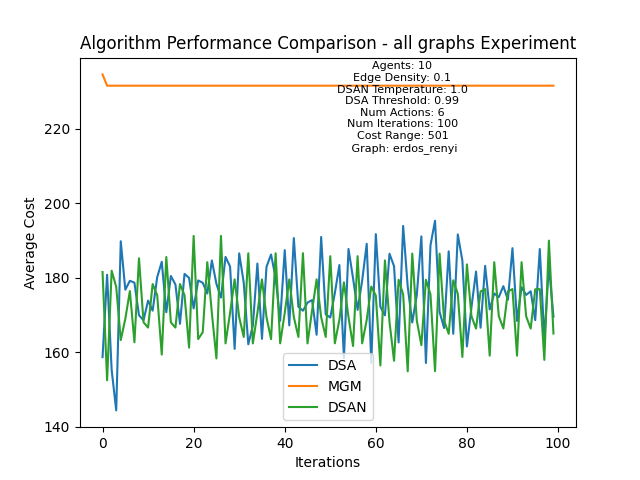 Algorithm Performance Comparison - all graphs Experiment
Agents: 10
Edge Density: 0.1
DSAN Temperature: 1.0
DSA Threshold: 0.99
Num Actions: 6
Num Iterations: 100
Cost Range: 501
Graph: erdos_renyi
Average Cost
220
200
180
160
140
DSA
MGM
DSAN
0
20
40
60
80
100
Iterations